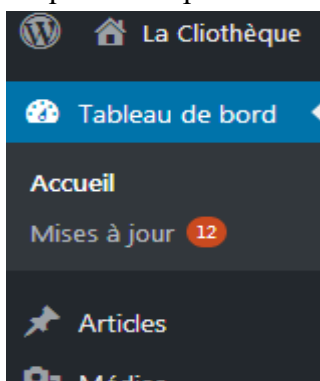 La Cliothèque
Tableau de bord
Accueil
Mises à jour 12
Articles